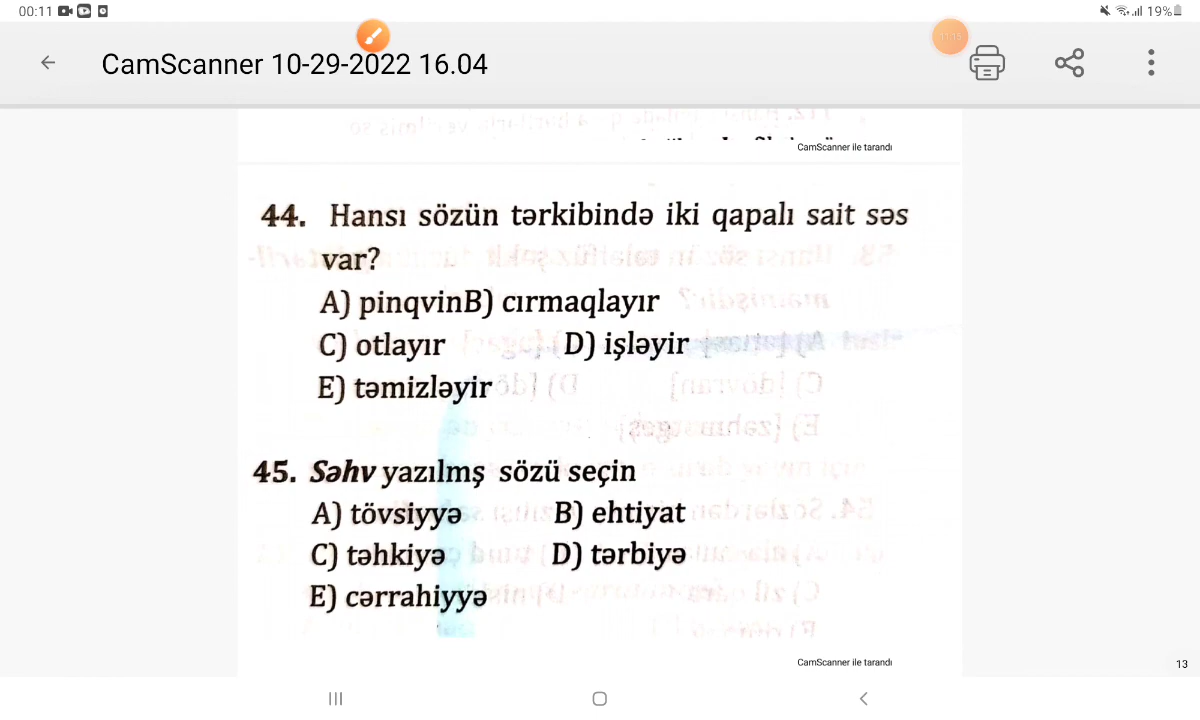 00:11
19%
CamScanner 10-29-2022 16.04
11:15
CamScanner ile tarandı
44. Hansı sözün tərkibində iki qapalı sait səs
var?
A) pinqvinB) cırmaqlayır
C) otlayır D) işləyir
E) təmizləyir
45. Səhv yazılmş sözü seçin
A) tövsiyyə B) ehtiyat
C) təhkiyə D) tərbiyə
E) cərrahiyyə
CamScanner ile tarandı
13